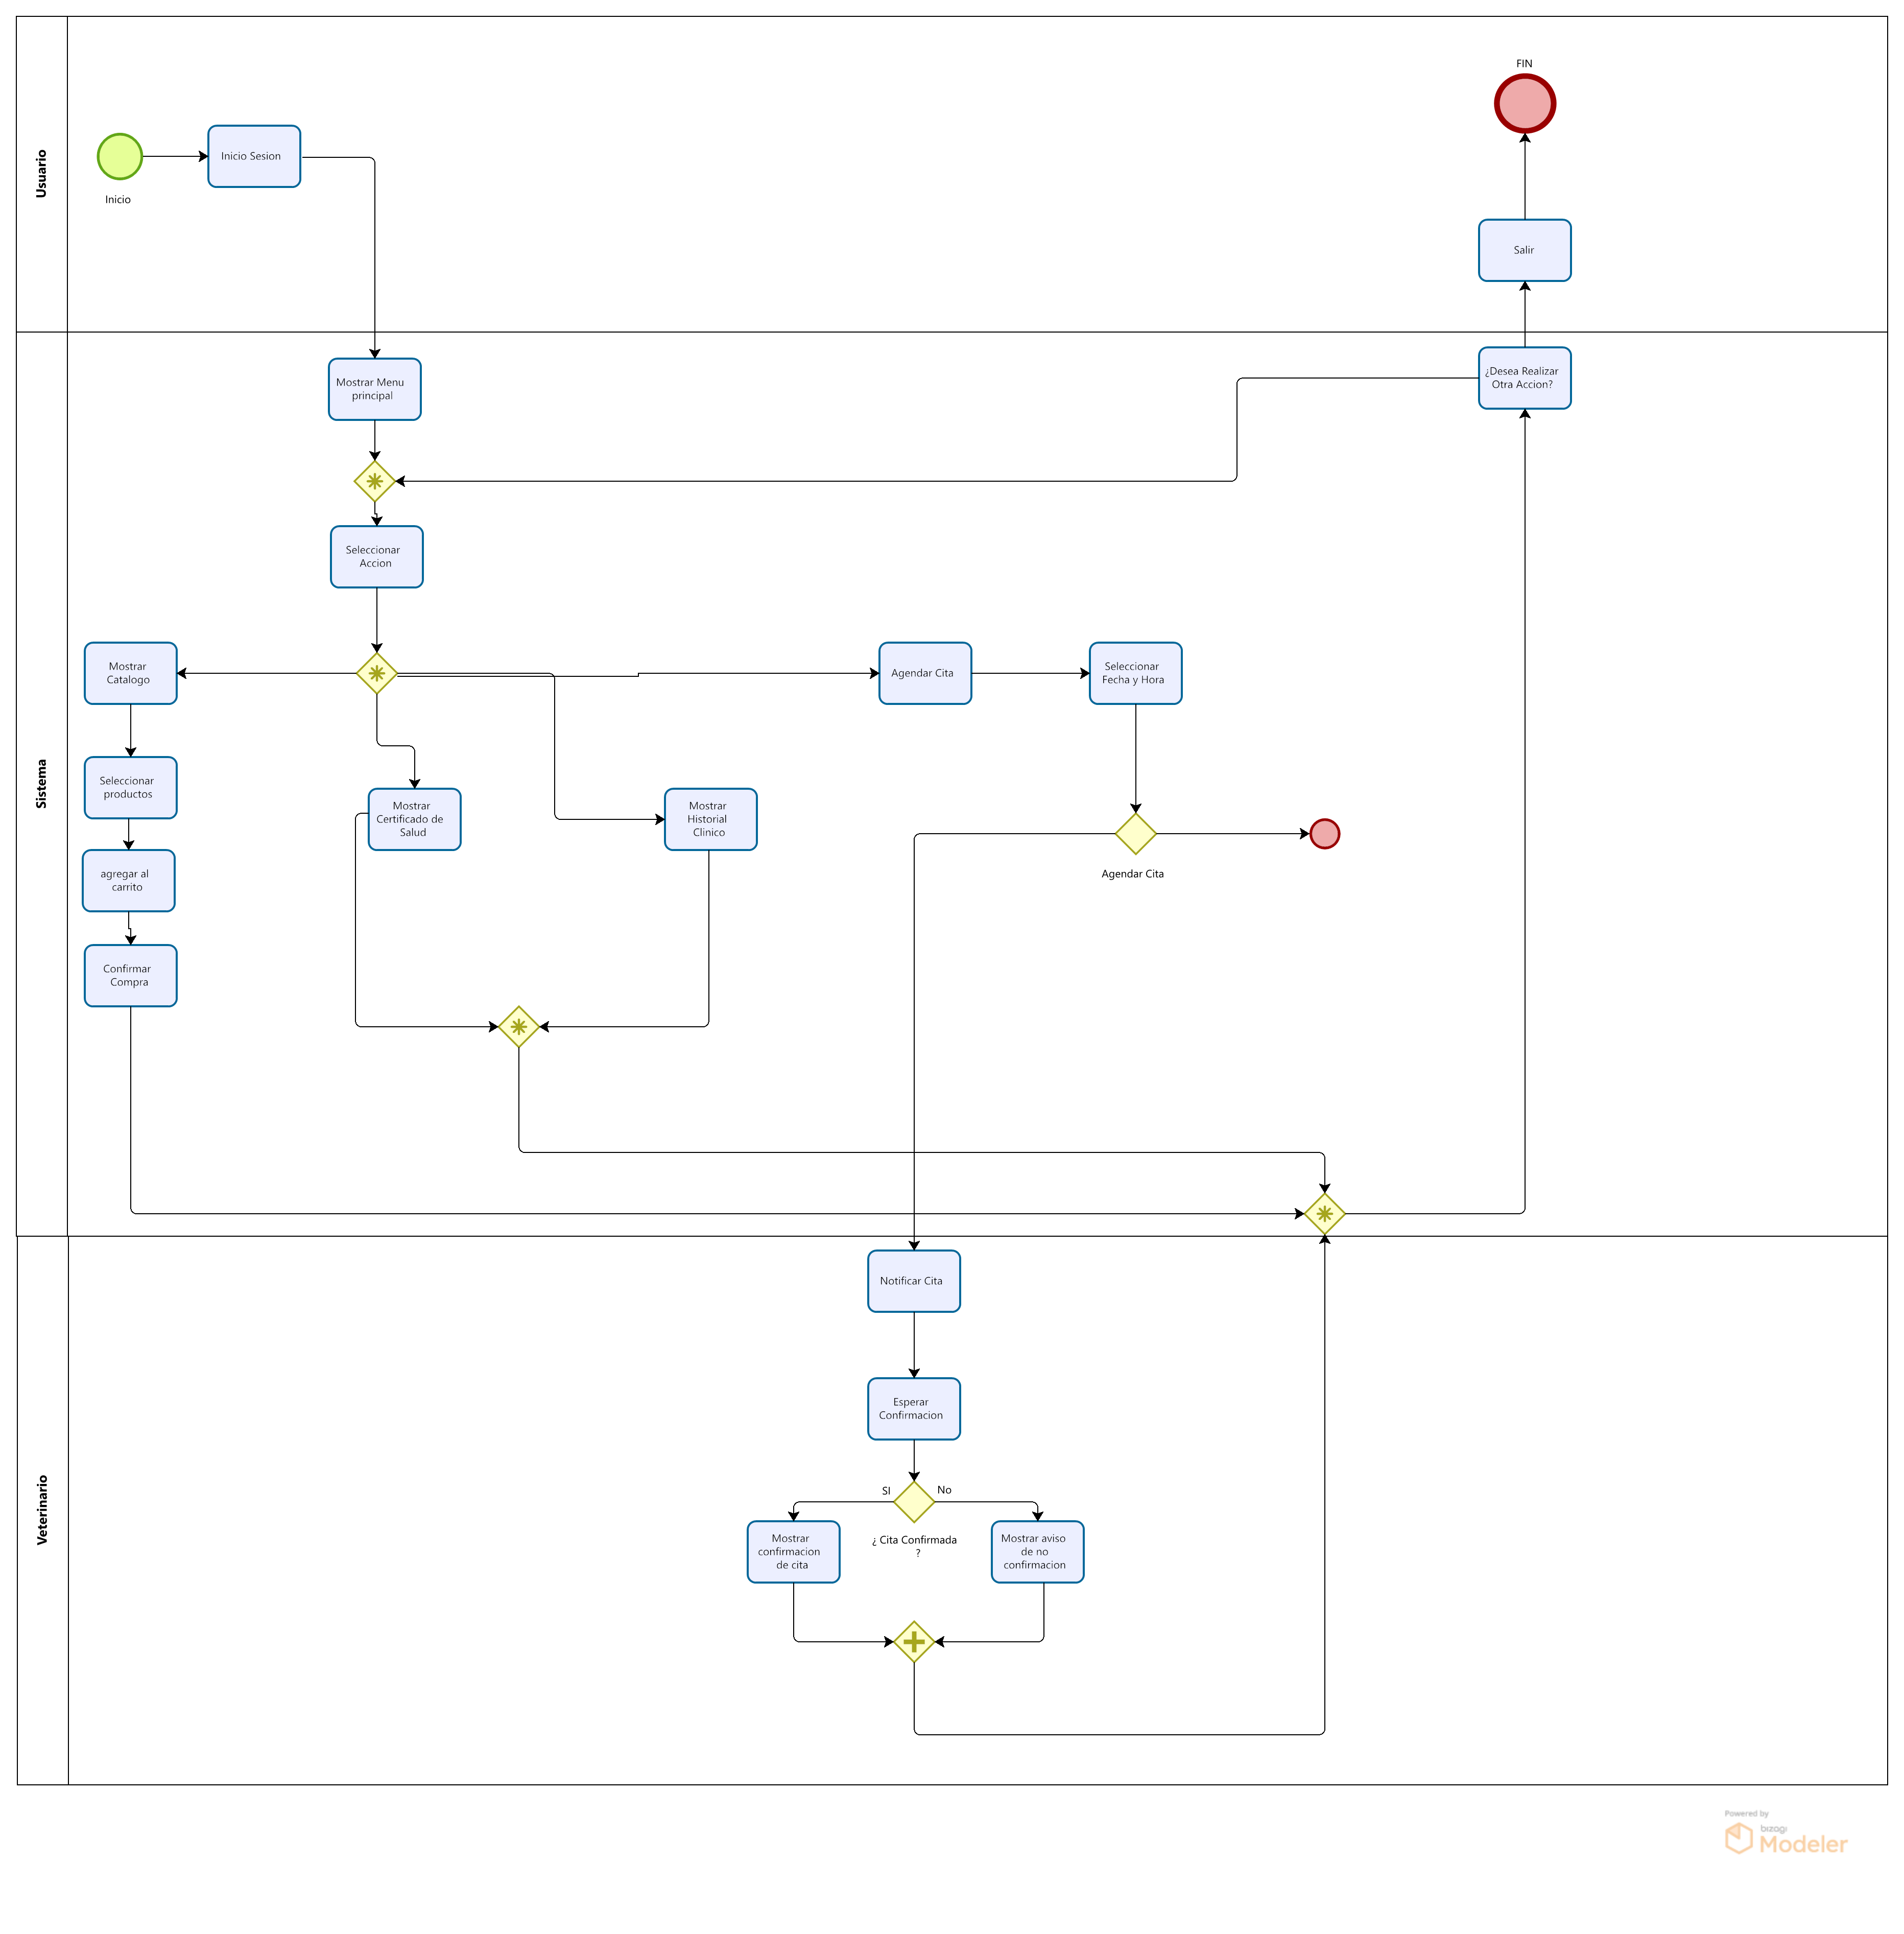 FIN
Usuario
Inicio Sesion
Inicio
Salir
Sistema
Mostrar Menu
principal
¿Desea Realizar
Otra Accion?
Seleccionar
Accion
Mostrar
Catalogo
Agendar Cita
Seleccionar
Fecha y Hora
Seleccionar
productos
Mostrar
Certificado de
Salud
Mostrar
Historial
Clinico
agregar al
carrito
Agendar Cita
Confirmar
Compra
Veterinario
Notificar Cita
Esperar
Confirmacion
SI
No
¿ Cita Confirmada
?
Mostrar
confirmacion
de cita
Mostrar aviso
de no
confirmacion
Powered by
bizagi
Modeler